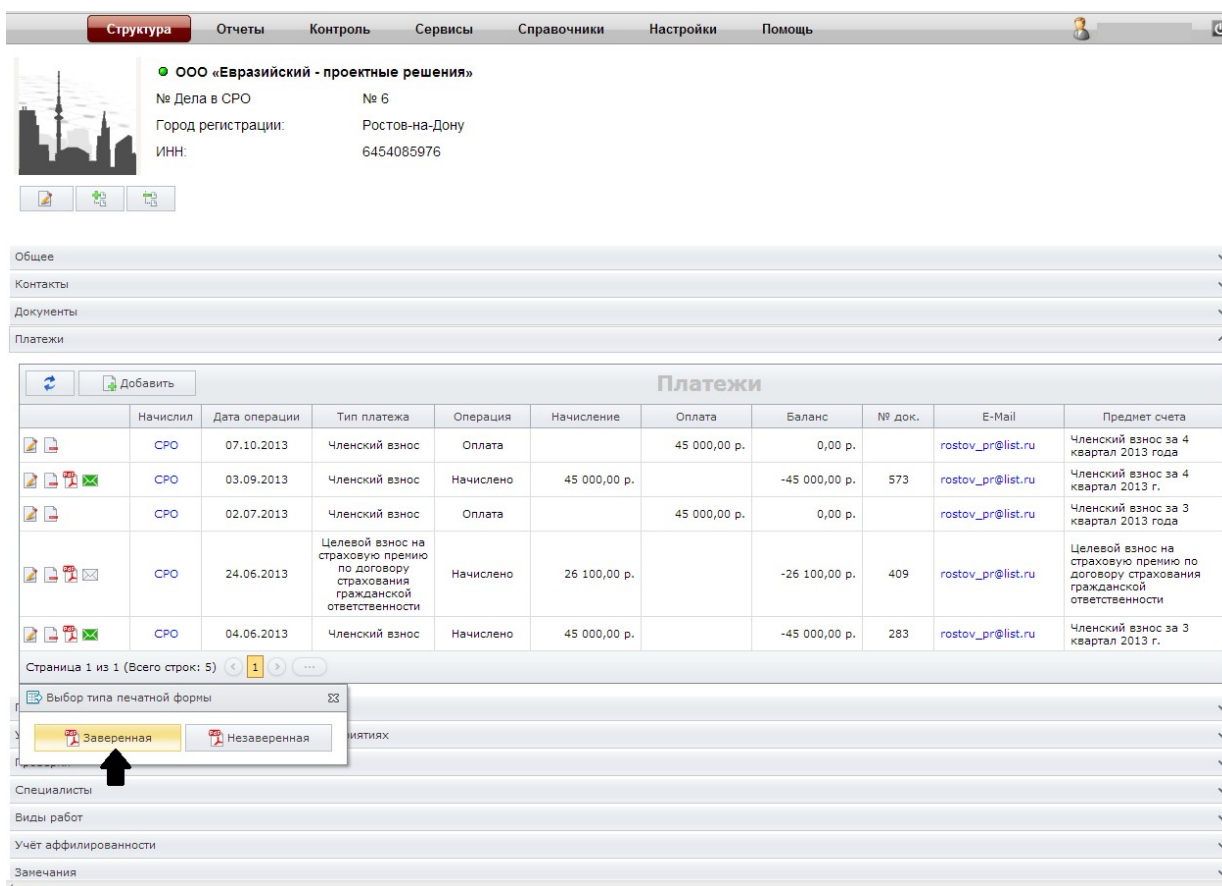 Структура Отчеты Контроль Сервисы Справочники Настройки Помощь
ООО «Евразийский - проектные решения»
№ Дела в СРО № 6
Город регистрации: Ростов-на-Дону
ИНН: 6454085976
Общее
Контакты
Документы
Платежи
Добавить Платежи
Начислил Дата операции Тип платежа Операция Начисление Оплата Баланс № док. E-Mail Предмет счета
СРО 07.10.2013 Членский взнос Оплата 45 000,00 р. 0,00 р. rostov_pr@list.ru Членский взнос за 4
квартал 2013 года
СРО 03.09.2013 Членский взнос Начислено 45 000,00 р. -45 000,00 р. 573 rostov_pr@list.ru Членский взнос за 4
квартал 2013 г.
СРО 02.07.2013 Членский взнос Оплата 45 000,00 р. 0,00 р. rostov_pr@list.ru Членский взнос за 3
квартал 2013 года
СРО 24.06.2013 Целевой взнос на
страховую премию
по договору
страхования
гражданской
ответственности
Начислено 26 100,00 р. -26 100,00 р. 409 rostov_pr@list.ru Целевой взнос на
страховую премию по
договору страхования
гражданской
ответственности
СРО 04.06.2013 Членский взнос Начислено 45 000,00 р. -45 000,00 р. 283 rostov_pr@list.ru Членский взнос за 3
квартал 2013 г.
Страница 1 из 1 (Всего строк: 5) 1 ...
Выбор типа печатной формы
Заверенная Незаверенная
Специалисты
Виды работ
Учёт аффилированности
Замечания